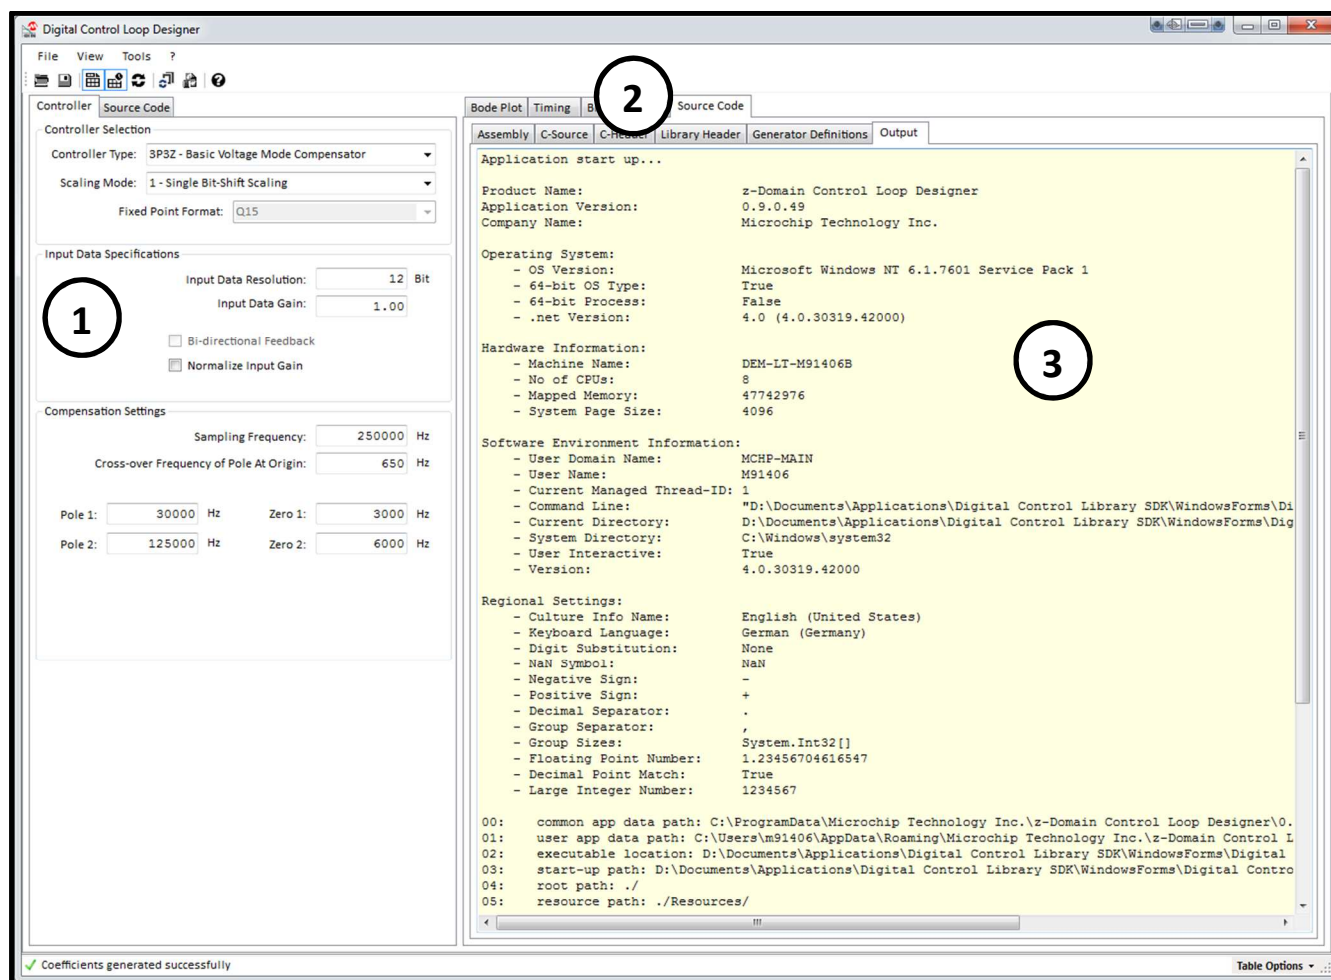 Digital Control Loop Designer
File View Tools ?
Controller Source Code
Controller Selection
Controller Type: 3P3Z - Basic Voltage Mode Compensator
Scaling Mode: 1 - Single Bit-Shift Scaling
Fixed Point Format: Q15
Input Data Specifications
Input Data Resolution: 12 Bit
Input Data Gain: 1.00
1
Bi-directional Feedback
Normalize Input Gain
Compensation Settings
Sampling Frequency: 250000 Hz
Cross-over Frequency of Pole At Origin: 650 Hz
Pole 1: 30000 Hz Zero 1: 3000 Hz
Pole 2: 125000 Hz Zero 2: 6000 Hz
Bode Plot Timing 2 Source Code
Assembly C-Source C-Header Library Header Generator Definitions Output
Application start up...
Product Name: z-Domain Control Loop Designer
Application Version: 0.9.0.49
Company Name: Microchip Technology Inc.
Operating System:
- OS Version: Microsoft Windows NT 6.1.7601 Service Pack 1
- 64-bit OS Type: True
- 64-bit Process: False
- .net Version: 4.0 (4.0.30319.42000)
Hardware Information:
- Machine Name: DEM-LT-M91406B
- No of CPUs: 8
- Mapped Memory: 47742976
- System Page Size: 4096
3
Software Environment Information:
- User Domain Name: MCHP-MAIN
- User Name: M91406
- Current Managed Thread-ID: 1
- Command Line: "D:\Documents\Applications\Digital Control Library SDK\WindowsForms\Di
- Current Directory: D:\Documents\Applications\Digital Control Library SDK\WindowsForms\Dig
- System Directory: C:\Windows\system32
- User Interactive: True
- Version: 4.0.30319.42000
Regional Settings:
- Culture Info Name: English (United States)
- Keyboard Language: German (Germany)
- Digit Substitution: None
- NaN Symbol: NaN
- Negative Sign: -
- Positive Sign: +
- Decimal Separator: .
- Group Separator: ,
- Group Sizes: System.Int32[]
- Floating Point Number: 1.23456704616547
- Decimal Point Match: True
- Large Integer Number: 1234567
00: common app data path: C:\ProgramData\Microchip Technology Inc.\z-Domain Control Loop Designer\0.
01: user app data path: C:\Users\m91406\AppData\Roaming\Microchip Technology Inc.\z-Domain Control L
02: executable location: D:\Documents\Applications\Digital Control Library SDK\WindowsForms\Digital
03: start-up path: D:\Documents\Applications\Digital Control Library SDK\WindowsForms\Digital Contro
04: root path: ./
05: resource path: ./Resources/
Coefficients generated successfully
Table Options